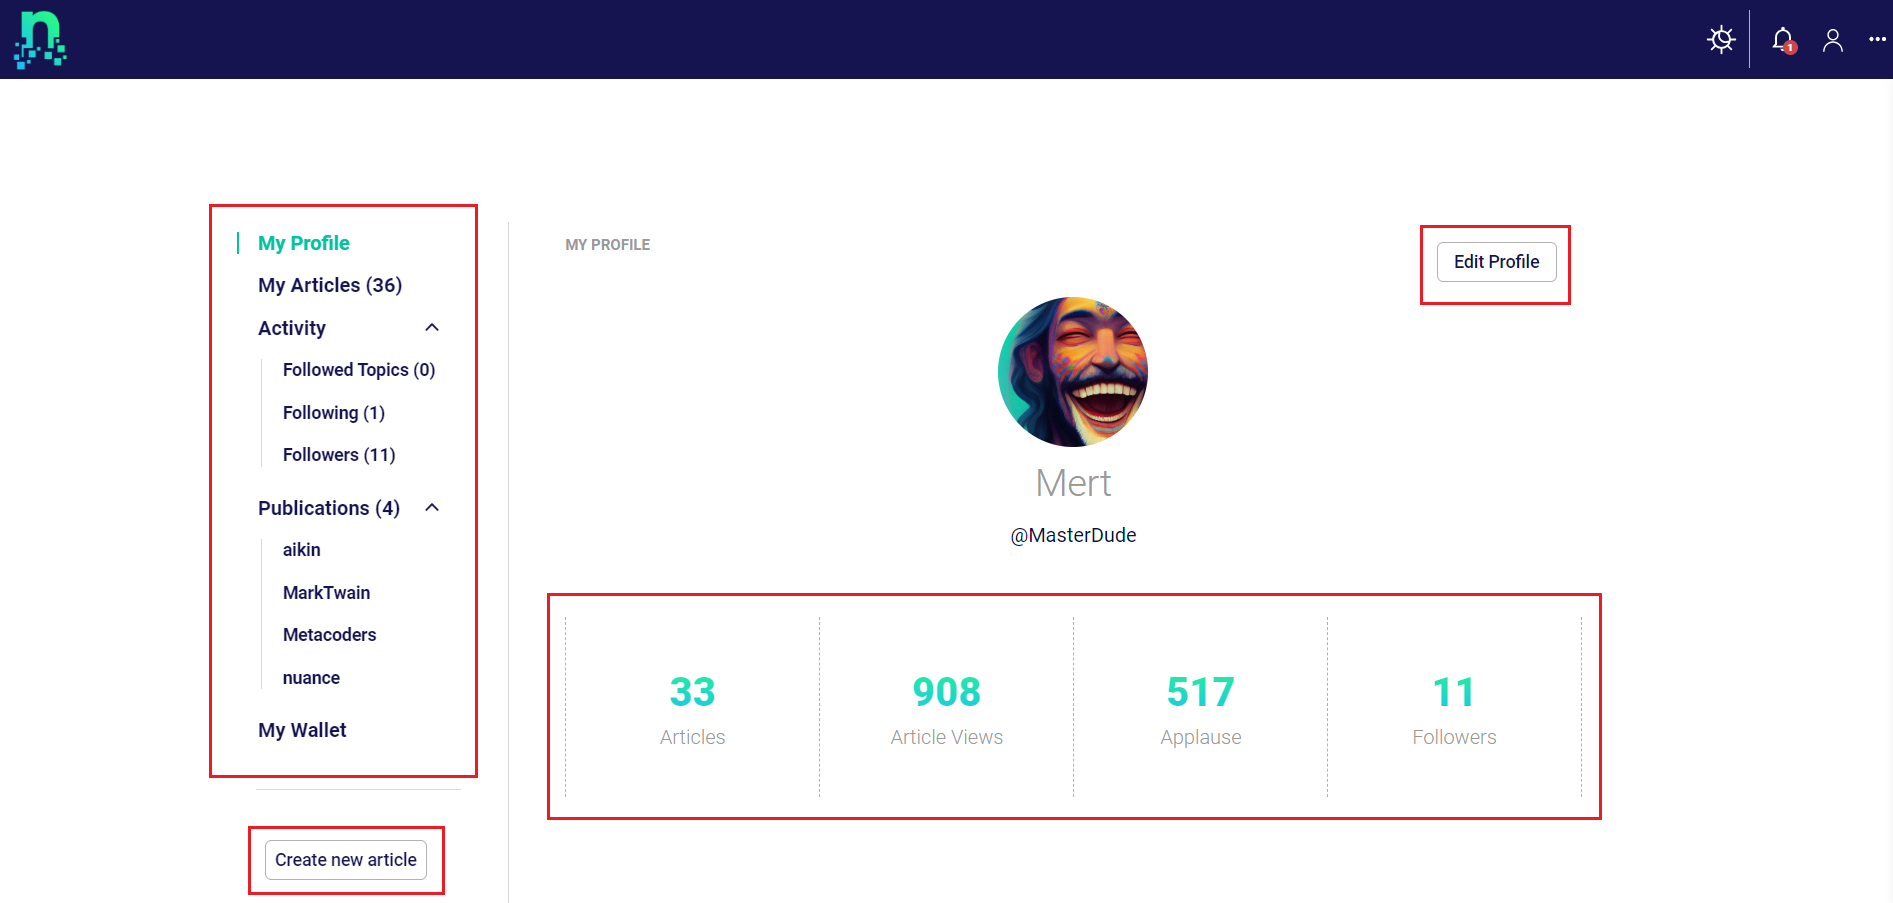 n
1
My Profile
My Articles (36)
Activity
Followed Topics (0)
Following (1)
Followers (11)
Publications (4)
aikin
MarkTwain
Metacoders
nuance
My Wallet
Create new article
MY PROFILE
Edit Profile
Mert
@MasterDude
33
Articles
908
Article Views
517
Applause
11
Followers